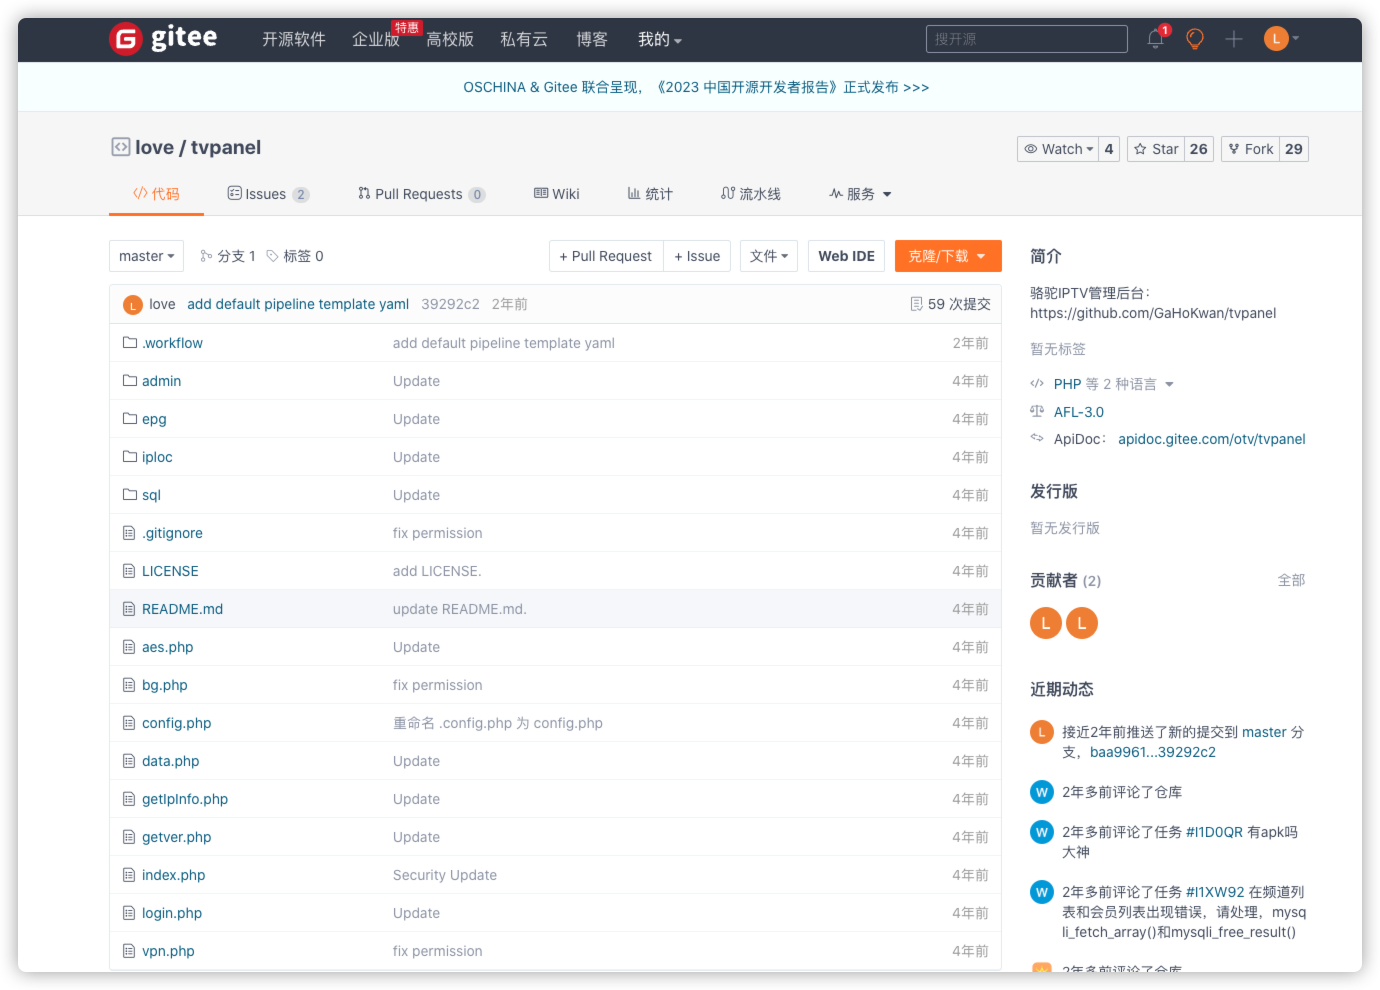 gitee 开源软件 企业版 特惠 高校版 私有云 博客 我的 搜开源 1 L
OSCHINA & Gitee 联合呈现，《2023 中国开源开发者报告》正式发布 >>>
love / tvpanel Watch 4 Star 26 Fork 29
代码 Issues 2 Pull Requests 0 Wiki 统计 流水线 服务
master 分支 1 标签 0 + Pull Request + Issue 文件 Web IDE 克隆/下载
L love add default pipeline template yaml 39292c2 2年前 59 次提交
.workflow add default pipeline template yaml 2年前
admin Update 4年前
epg Update 4年前
iploc Update 4年前
sql Update 4年前
.gitignore fix permission 4年前
LICENSE add LICENSE. 4年前
README.md update README.md. 4年前
aes.php Update 4年前
bg.php fix permission 4年前
config.php 重命名 .config.php 为 config.php 4年前
data.php Update 4年前
getIpInfo.php Update 4年前
getver.php Update 4年前
index.php Security Update 4年前
login.php Update 4年前
vpn.php fix permission 4年前
简介
骆驼IPTV管理后台：
https://github.com/GaHoKwan/tvpanel
暂无标签
PHP 等 2 种语言
AFL-3.0
ApiDoc： apidoc.gitee.com/otv/tvpanel
发行版
暂无发行版
贡献者 (2) 全部
L L
近期动态
L 接近2年前推送了新的提交到 master 分
支，baa9961...39292c2
W 2年多前评论了仓库
W 2年多前评论了任务 #I1D0QR 有apk吗
大神
W 2年多前评论了任务 #I1XW92 在频道列
表和会员列表出现错误，请处理，mysq
li_fetch_array()和mysqli_free_result()
2年多前评论了仓库